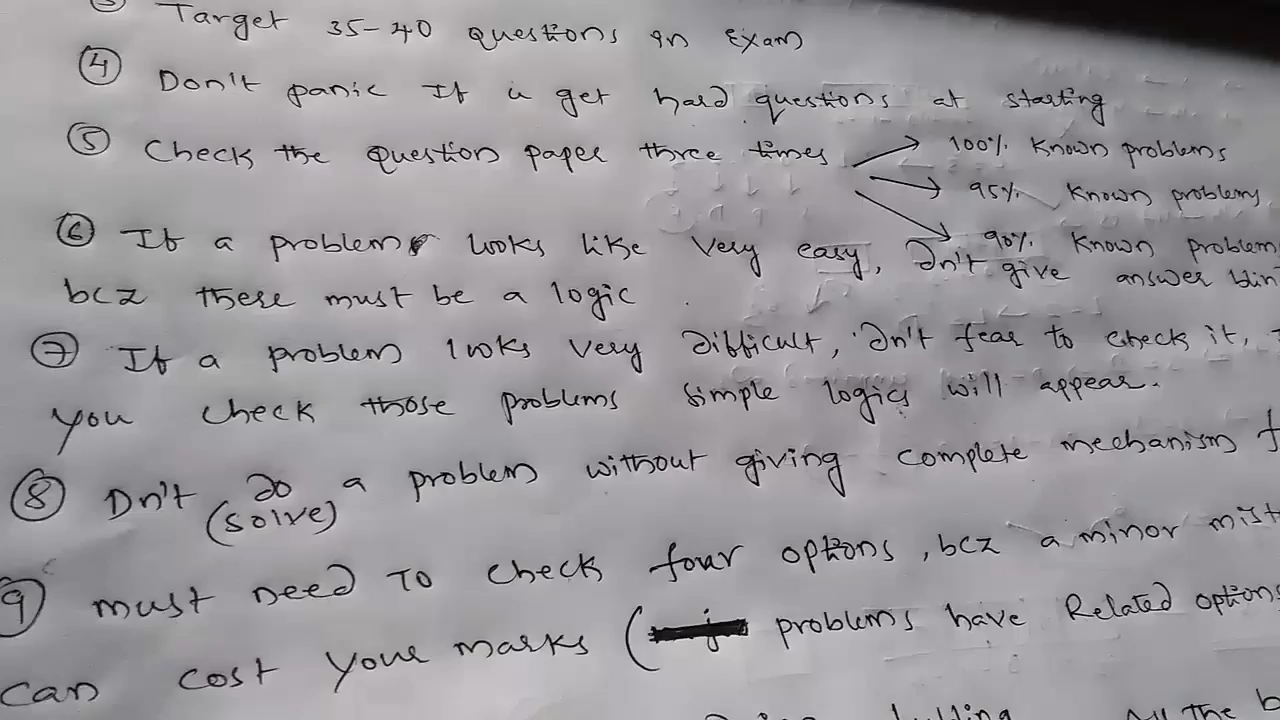 ③ Target 35-40 questions in Exam
④ Don't panic If u get hard questions at starting
⑤ Check the question paper three times → 100% known problems
→ 95% known problems
→ 90% known problem
⑥ If a problem looks like very easy, Dn't give answer
bcz there must be a logic
⑦ If a problem looks very difficult, Dn't fear to check it,
you check those problems simple logics will appear.
⑧ Dn't do a problem without giving complete mechanism
(solve)
⑨ must need To check four options, bcz a minor
can cost your marks ( problems have Related options
All the